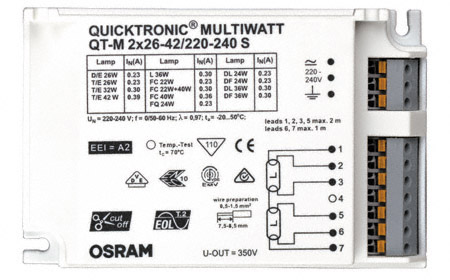 QUICKTRONIC® MULTIWATT
QT-M 2x26-42/220-240 S
Lamp IN(A) Lamp IN(A) Lamp IN(A)
D/E 26W 0.23 L 36W 0.30 DL 24W 0.23
T/E 26W 0.23 FC 22W 0.23 DF 24W 0.23
T/E 32W 0.30 FC 22W+40W 0.30 DL 36W 0.30
T/E 42W 0.39 FC 40W 0.36 DF 36W 0.30
FQ 24W 0.23
220-
240V
UN = 220-240 V; f = 0/50-60 Hz; λ = 0,97; ta = -20...50°C;
leads 1, 2, 3, 5 max. 2 m
leads 6, 7 max. 1 m
EEI = A2
Temp.-Test
tc = 70°C
110
CE
1
2
3
4
5
6
7
L
L
10
EMV
wire preparation
0,5-1.5 mm²
7.5-8,5 mm
cut
off
EOL T.2
OSRAM
U-OUT = 350V